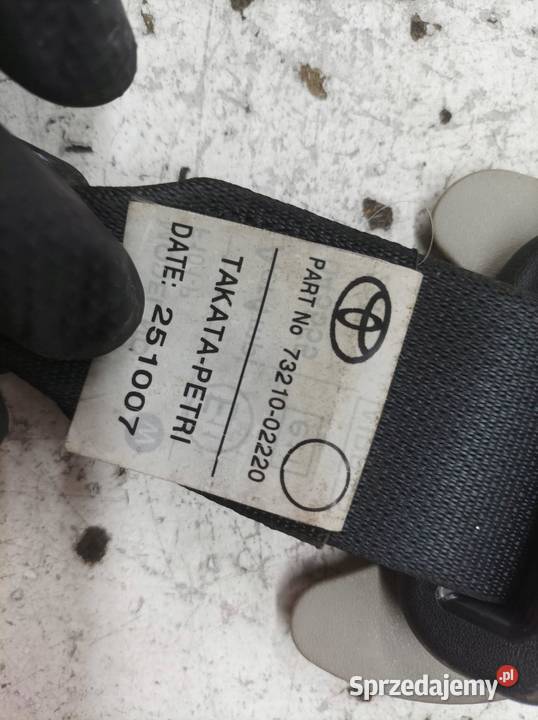 PART No 73210-02220
TAKATA-PETRI
DATE: 251007
Sprzedajemy.pl